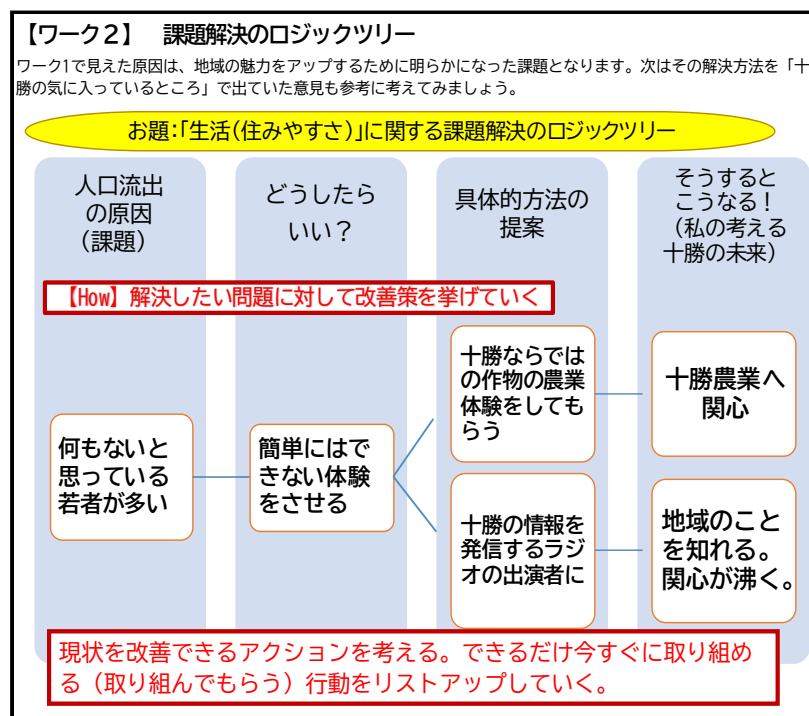 【ワーク2】　課題解決のロジックツリー
ワーク1で見えた原因は、地域の魅力をアップするために明らかになった課題となります。次はその解決方法を「十
勝の気に入っているところ」で出ていた意見も参考に考えてみましょう。
お題:「生活(住みやすさ)」に関する課題解決のロジックツリー
人口流出
の原因
(課題)
どうしたら
いい？
具体的方法の
提案
そうすると
こうなる！
（私の考える
十勝の未来）
【How】解決したい問題に対して改善策を挙げていく
何もないと
思っている
若者が多い
簡単にはで
きない体験
をさせる
十勝ならでは
の作物の農業
体験をしても
らう
十勝農業へ
関心
十勝の情報を
発信するラジ
オの出演者に
地域のこと
を知れる。
関心が沸く。
現状を改善できるアクションを考える。できるだけ今すぐに取り組め
る（取り組んでもらう）行動をリストアップしていく。